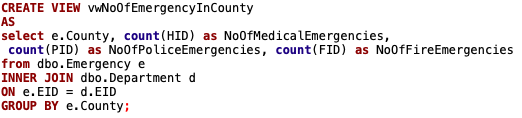 CREATE VIEW vwNoOfEmergencyInCounty
AS
select e.County, count(HID) as NoOfMedicalEmergencies,
count(PID) as NoOfPoliceEmergencies, count(FID) as NoOfFireEmergencies
from dbo.Emergency e
INNER JOIN dbo.Department d
ON e.EID = d.EID
GROUP BY e.County;